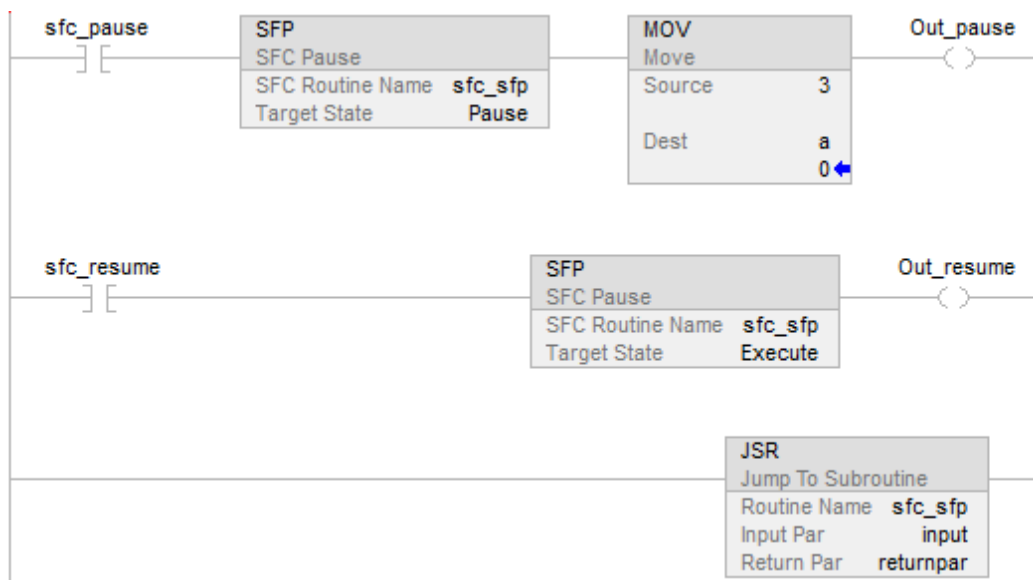 sfc_pause
SFP
SFC Pause
SFC Routine Name sfc_sfp
Target State Pause
MOV
Move
Source 3
Dest a
0
Out_pause
sfc_resume
SFP
SFC Pause
SFC Routine Name sfc_sfp
Target State Execute
Out_resume
JSR
Jump To Subroutine
Routine Name sfc_sfp
Input Par input
Return Par returnpar